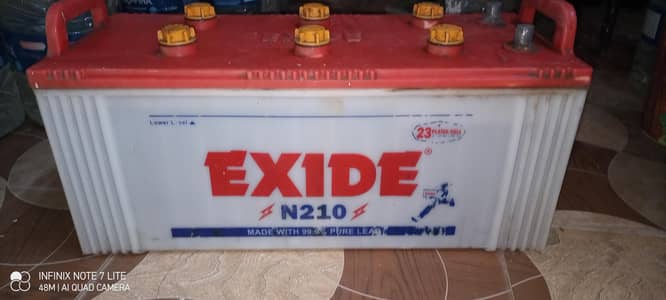 Lower L
23 PLATES/CELL
EXIDE®
N210
MADE WITH 99.9% PURE LEAD
INFINIX NOTE 7 LITE
48M | AI QUAD CAMERA